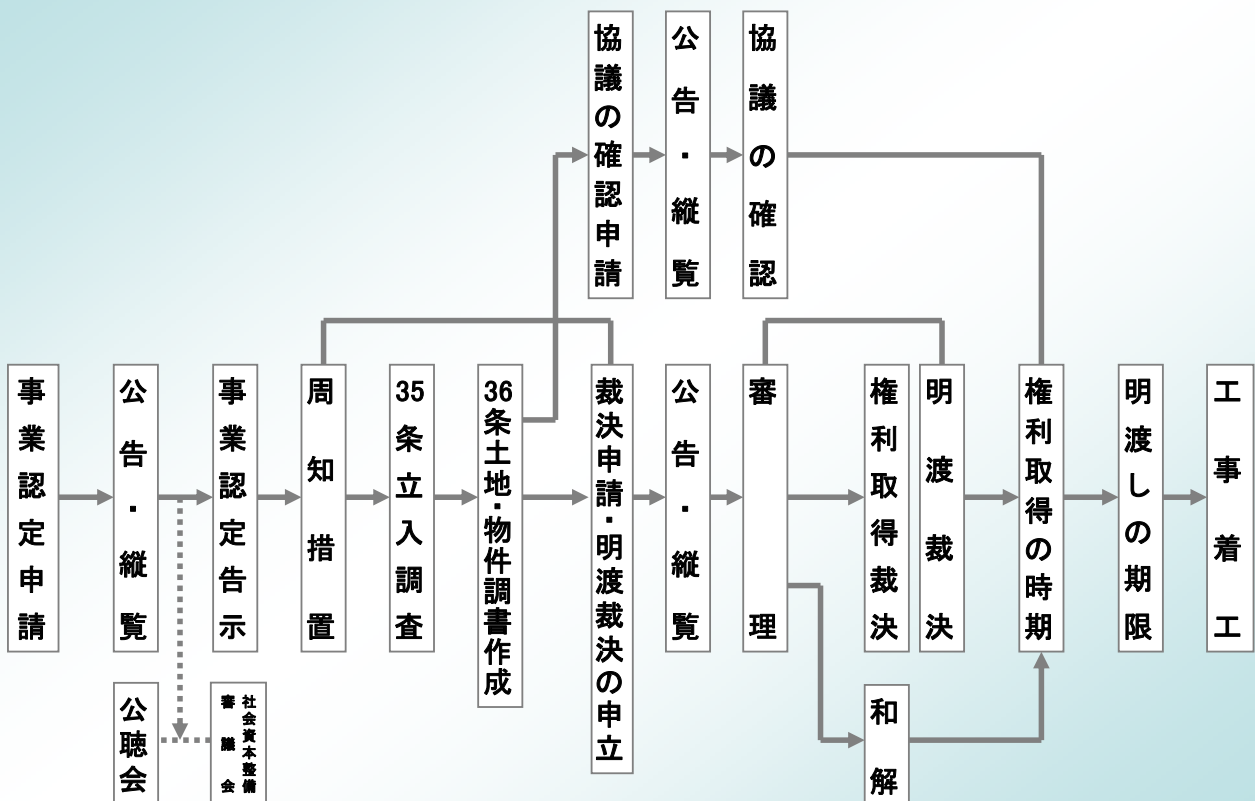 協議の確認申請
公告・縦覧
協議の確認
事業認定申請
公告・縦覧
事業認定告示
周知措置
35条立入調査
36条土地・物件調書作成
裁決申請・明渡裁決の申立
公告・縦覧
審理
権利取得裁決
明渡裁決
権利取得の時期
明渡しの期限
工事着工
公聴会
社会資本整備
審議会
和解